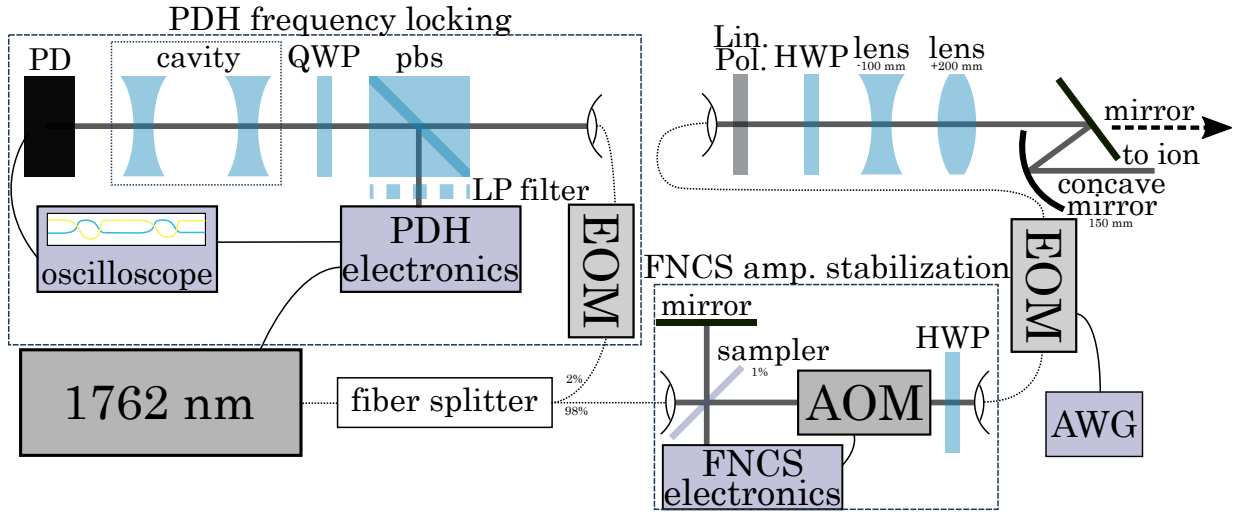 PDH frequency locking
PD
cavity
QWP
pbs
LP filter
oscilloscope
PDH
electronics
EOM
1762 nm
fiber splitter
2%
98%
FNCS amp. stabilization
mirror
sampler
1%
AOM
HWP
FNCS
electronics
EOM
AWG
Lin.
Pol.
HWP
lens
-100 mm
lens
+200 mm
mirror
to ion
concave
mirror
150 mm